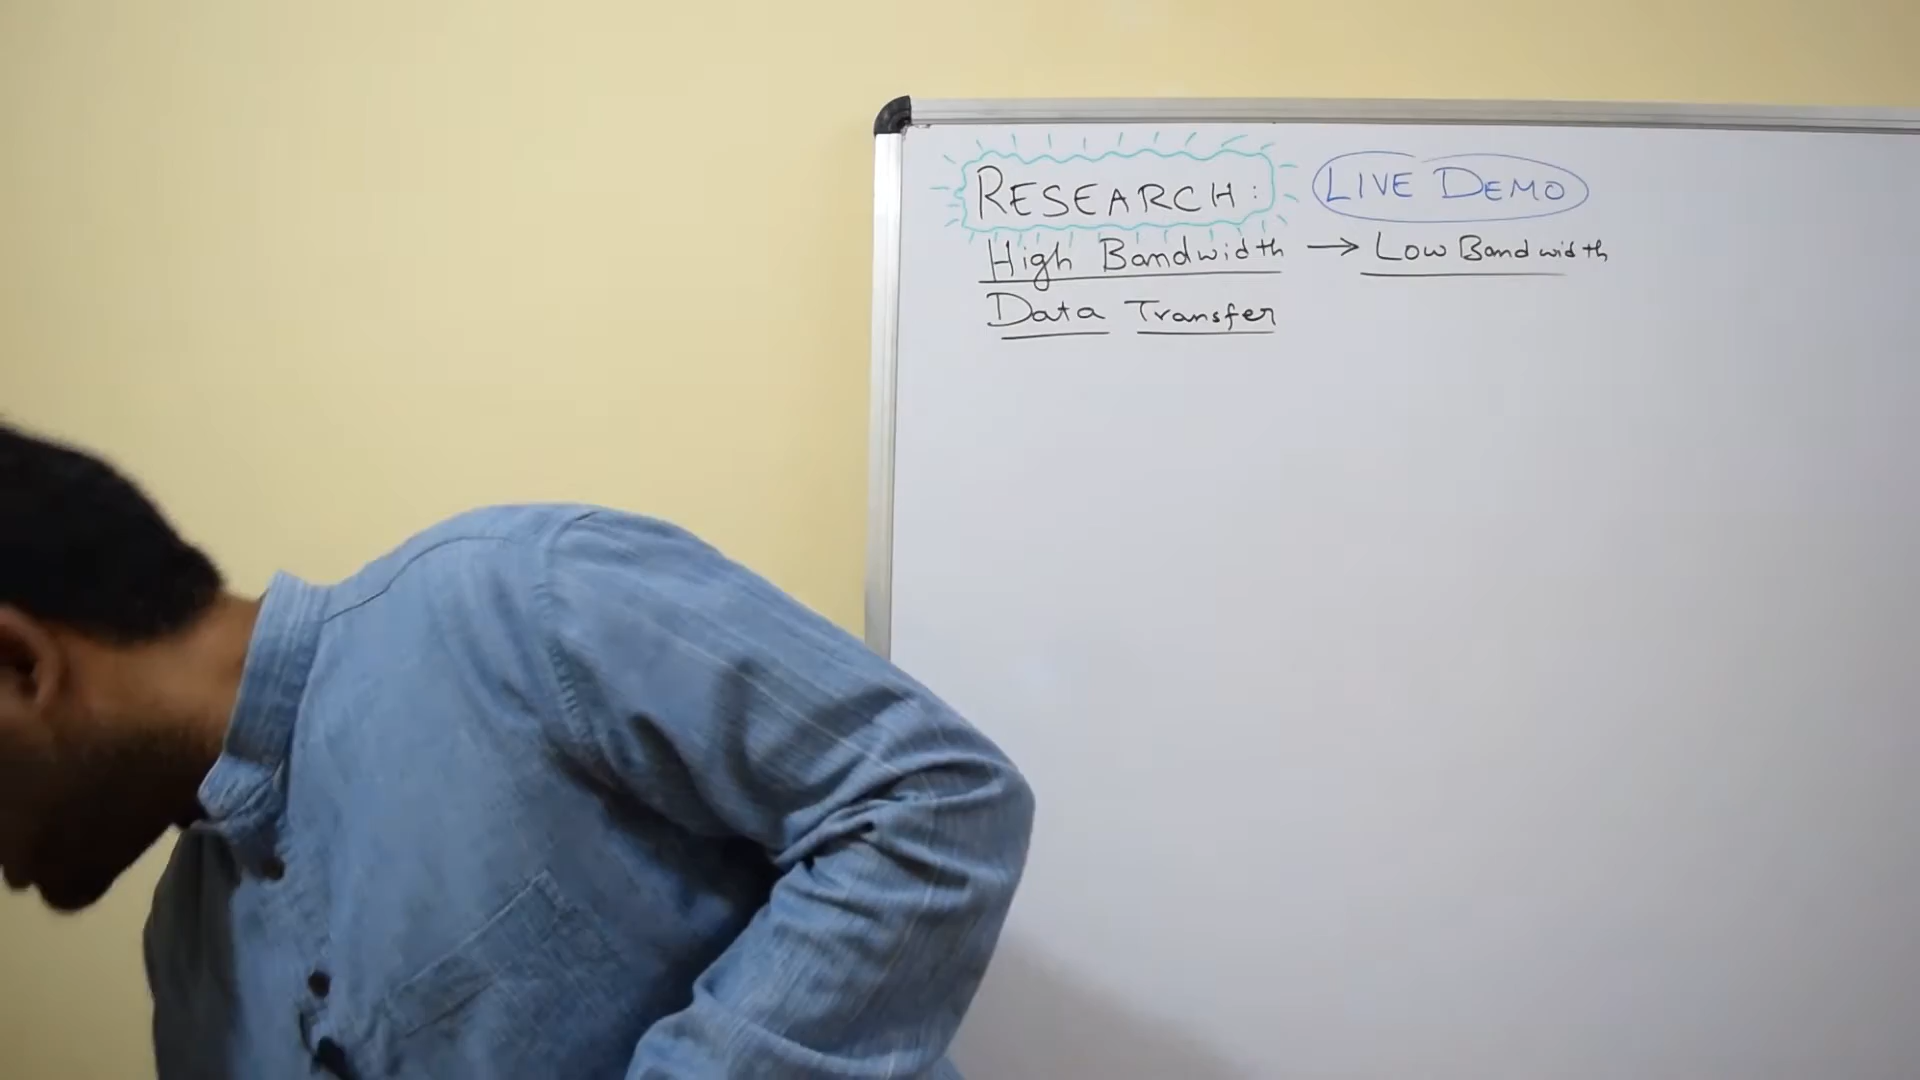 RESEARCH: LIVE DEMO
High Bandwidth → Low Bandwidth
Data Transfer